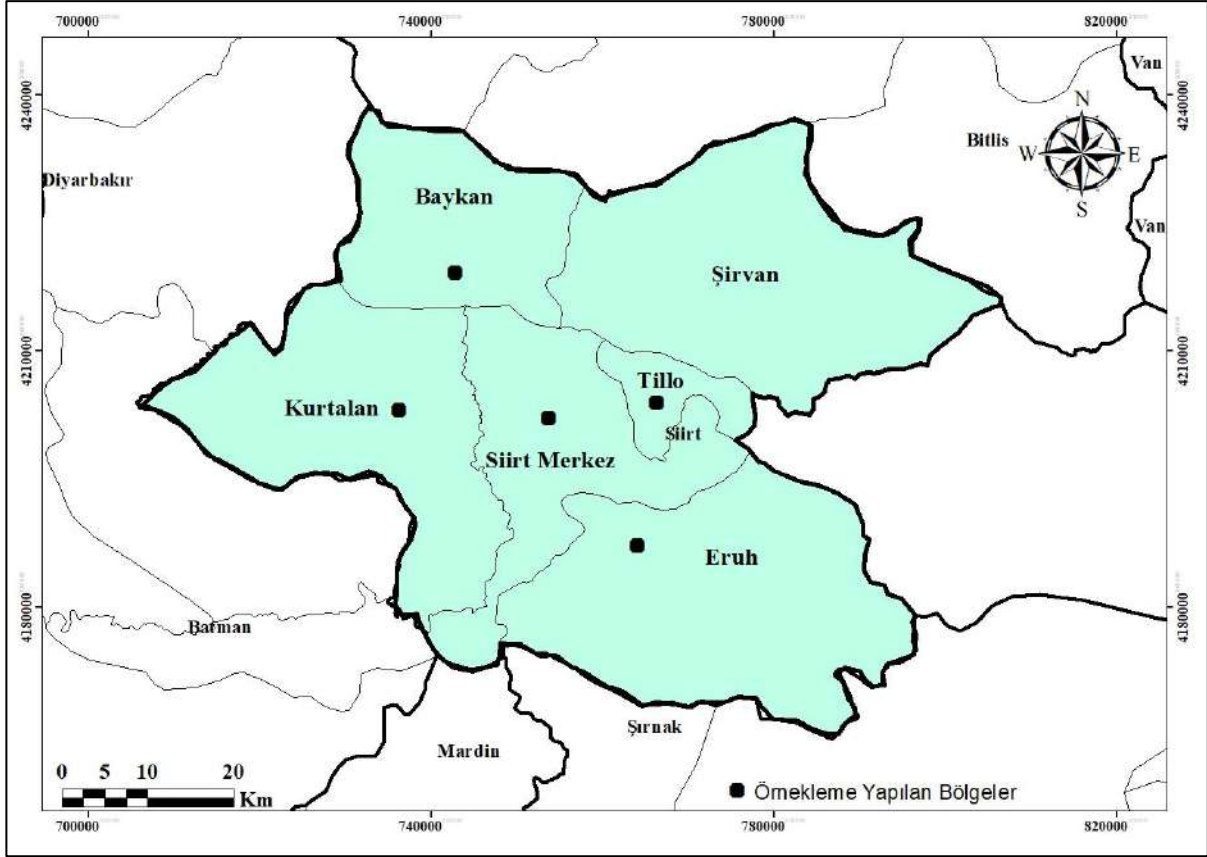 700000
740000
780000
820000
Van
4240000
4240000
N
Bitlis
W
E
S
Diyarbakır
Baykan
Van
Şirvan
4210000
4210000
Tillo
Kurtalan
Siirt
Siirt Merkez
Eruh
4180000
4180000
Batman
Şırnak
Mardin
0 5 10 20
Km
Örnekleme Yapılan Bölgeler
700000
740000
780000
820000